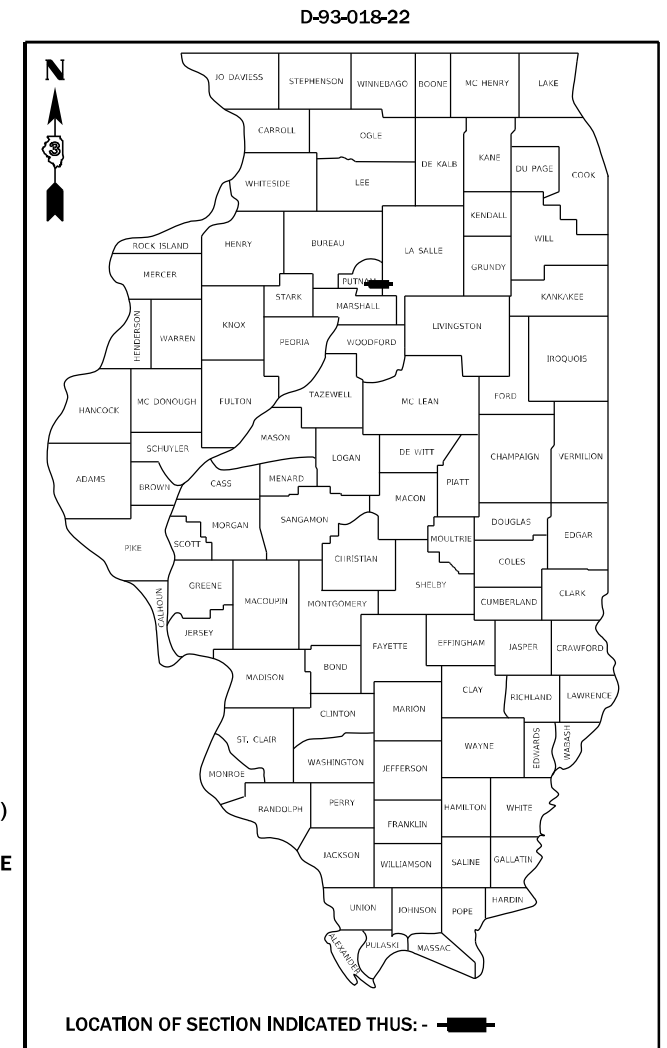 D-93-018-22
N
JO DAVIESS STEPHENSON WINNEBAGO BOONE MC HENRY LAKE
CARROLL OGLE
3
DE KALB KANE DU PAGE COOK
WHITESIDE LEE
KENDALL
ROCK ISLAND HENRY BUREAU LA SALLE WILL
MERCER GRUNDY
PUTNAM
STARK MARSHALL KANKAKEE
HENDERSON WARREN KNOX PEORIA WOODFORD LIVINGSTON
IROQUOIS
HANCOCK MC DONOUGH FULTON TAZEWELL MC LEAN FORD
MASON
SCHUYLER LOGAN DE WITT CHAMPAIGN VERMILION
ADAMS BROWN CASS MENARD PIATT
MACON
PIKE SCOTT MORGAN SANGAMON MOULTRIE DOUGLAS EDGAR
CHRISTIAN COLES
CALHOUN GREENE MACOUPIN MONTGOMERY SHELBY CUMBERLAND CLARK
JERSEY
FAYETTE EFFINGHAM JASPER CRAWFORD
MADISON BOND
CLAY RICHLAND LAWRENCE
CLINTON MARION
ST. CLAIR WAYNE EDWARDS WABASH
MONROE WASHINGTON JEFFERSON
RANDOLPH PERRY HAMILTON WHITE
)
FRANKLIN
JACKSON WILLIAMSON SALINE GALLATIN
E
UNION JOHNSON POPE HARDIN
ALEXANDER PULASKI MASSAC
LOCATION OF SECTION INDICATED THUS: -